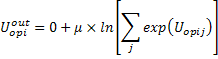 U_{opi}^{out} = 0 + μ × ln[∑_j exp(U_{opij})]